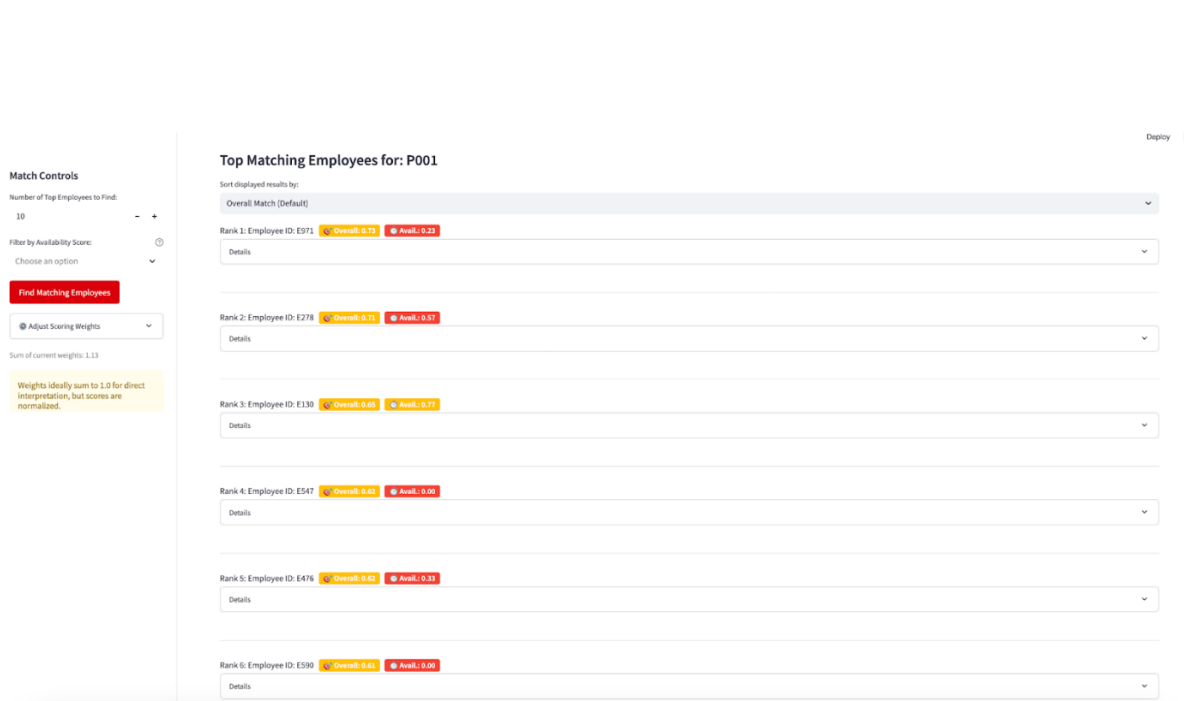 Deploy
Match Controls
Number of Top Employees to Find:
10 - +
Filter by Availability Score:
Choose an option
Find Matching Employees
Adjust Scoring Weights
Sum of current weights: 1.13
Weights ideally sum to 1.0 for direct
interpretation, but scores are
normalized.
Top Matching Employees for: P001
Sort displayed results by:
Overall Match (Default)
Rank 1: Employee ID: E971 Overall: 0.73 Avail.: 0.23
Details
Rank 2: Employee ID: E278 Overall: 0.71 Avail.: 0.57
Details
Rank 3: Employee ID: E130 Overall: 0.65 Avail.: 0.77
Details
Rank 4: Employee ID: E547 Overall: 0.62 Avail.: 0.00
Details
Rank 5: Employee ID: E476 Overall: 0.62 Avail.: 0.33
Details
Rank 6: Employee ID: E590 Overall: 0.61 Avail.: 0.00
Details